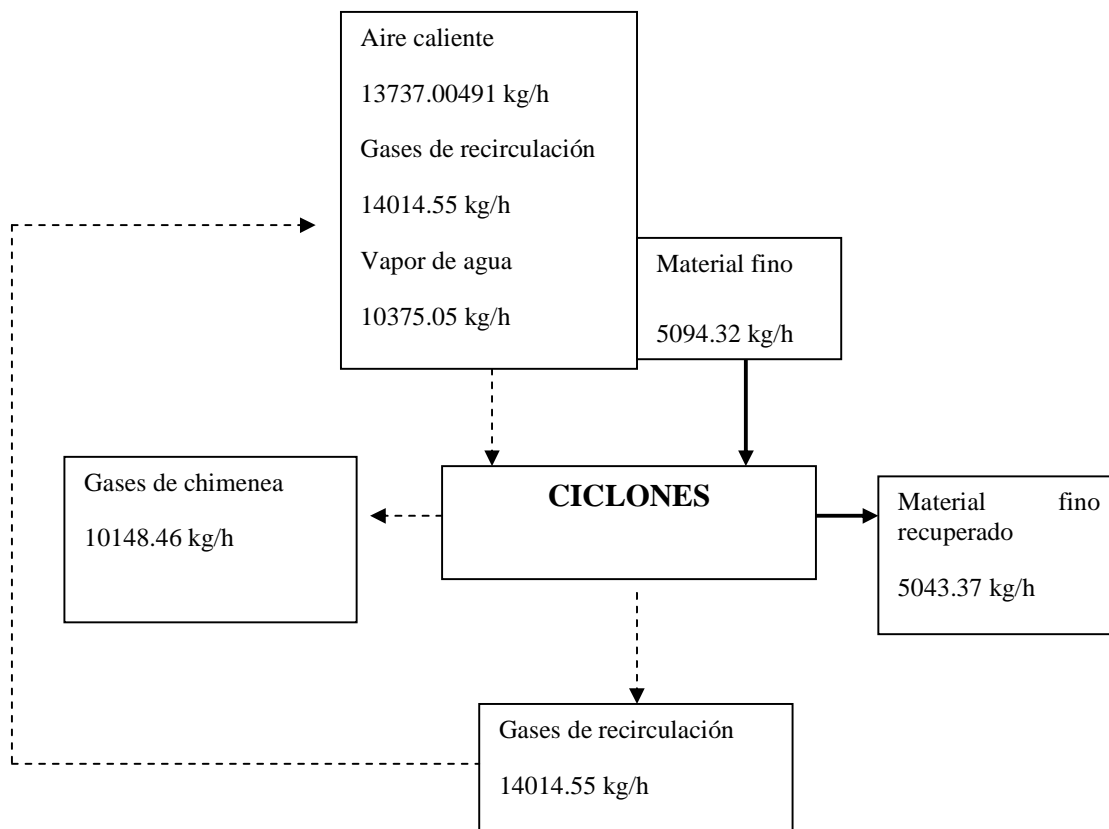 Aire caliente
13737.00491 kg/h
Gases de recirculación
14014.55 kg/h
Vapor de agua
10375.05 kg/h
Material fino
5094.32 kg/h
Gases de chimenea
10148.46 kg/h
CICLONES
Material fino
recuperado
5043.37 kg/h
Gases de recirculación
14014.55 kg/h